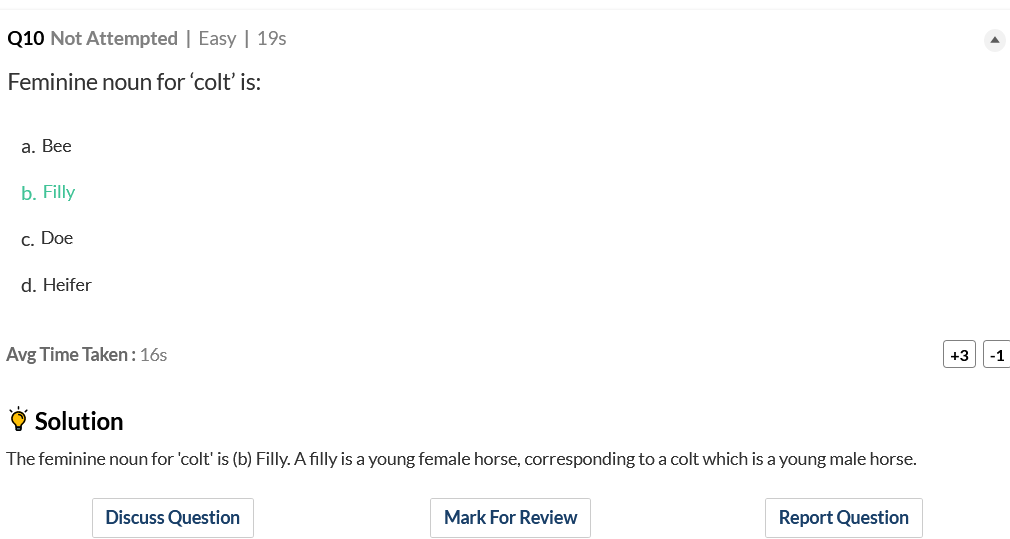 Q10 Not Attempted | Easy | 19s
Feminine noun for ‘colt’ is:
a. Bee
b. Filly
c. Doe
d. Heifer
Avg Time Taken : 16s
+3 -1
Solution
The feminine noun for 'colt' is (b) Filly. A filly is a young female horse, corresponding to a colt which is a young male horse.
Discuss Question Mark For Review Report Question